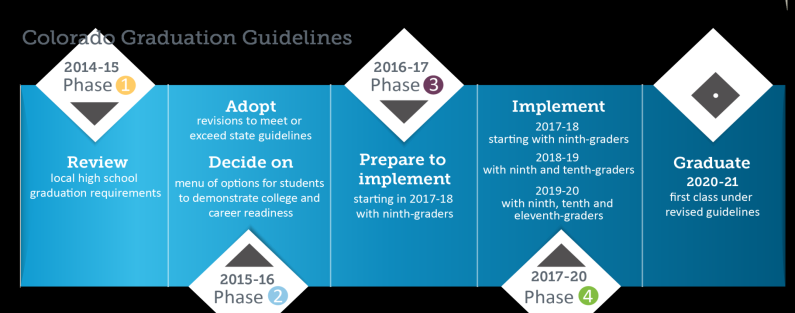 Colorado Graduation Guidelines
2014-15
Phase 1
Review
local high school
graduation requirements
Adopt
revisions to meet or
exceed state guidelines
Decide on
menu of options for students
to demonstrate college and
career readiness
2015-16
Phase 2
2016-17
Phase 3
Prepare to
implement
starting in 2017-18
with ninth-graders
Implement
2017-18
starting with ninth-graders
2018-19
with ninth and tenth-graders
2019-20
with ninth, tenth and
eleventh-graders
2017-20
Phase 4
Graduate
2020-21
first class under
revised guidelines